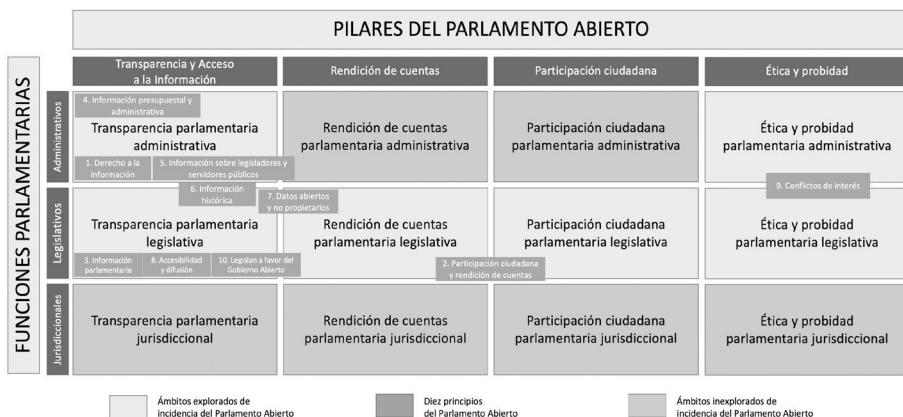 PILARES DEL PARLAMENTO ABIERTO
FUNCIONES PARLAMENTARIAS
Transparencia y Acceso
a la Información
Rendición de cuentas
Participación ciudadana
Ética y probidad
Administrativos
4. Información presupuestal y
administrativa
Transparencia parlamentaria
administrativa
1. Derecho a la
información
5. Información sobre legisladores y
servidores públicos
Rendición de cuentas
parlamentaria administrativa
Participación ciudadana
parlamentaria administrativa
Ética y probidad
parlamentaria administrativa
6. Información
histórica
7. Datos abiertos
y no propietarios
9. Conflictos de interés
Legislativos
Transparencia parlamentaria
legislativa
3. Información
parlamentaria
8. Accesibilidad
y difusión
10. Legislan a favor del
Gobierno Abierto
Rendición de cuentas
parlamentaria legislativa
Participación ciudadana
parlamentaria legislativa
2. Participación ciudadana
y rendición de cuentas
Ética y probidad
parlamentaria legislativa
Jurisdiccionales
Transparencia parlamentaria
jurisdiccional
Rendición de cuentas
parlamentaria jurisdiccional
Participación ciudadana
parlamentaria jurisdiccional
Ética y probidad
parlamentaria jurisdiccional
Ámbitos explorados de
incidencia del Parlamento Abierto
Diez principios
del Parlamento Abierto
Ámbitos inexplorados de
incidencia del Parlamento Abierto